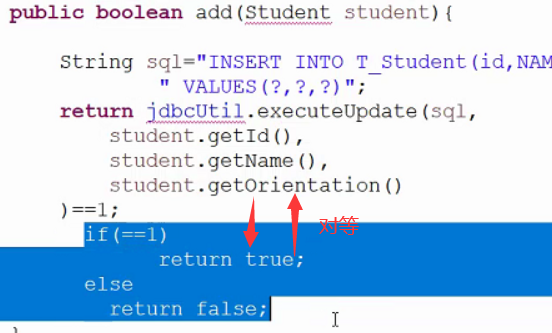 public boolean add(Student student){
String sql="INSERT INTO T_Student(id,NAM
" VALUES(?,?,?)";
return jdbcUtil.executeUpdate(sql,
student.getId(),
student.getName(),
student.getOrientation()
)==1;
对等
if(==1)
return true;
else
return false;